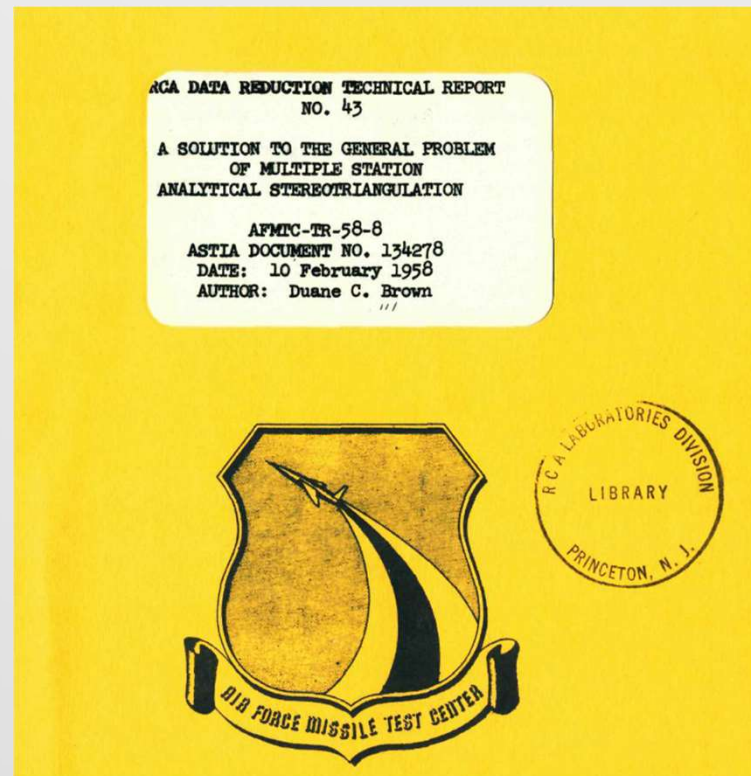 RCA DATA REDUCTION TECHNICAL REPORT
NO. 43
A SOLUTION TO THE GENERAL PROBLEM
OF MULTIPLE STATION
ANALYTICAL STEREOTRIANGULATION
AFMTC-TR-58-8
ASTIA DOCUMENT NO. 134278
DATE: 10 February 1958
AUTHOR: Duane C. Brown
RCA LABORATORIES DIVISION
LIBRARY
PRINCETON, N. J.
AIR FORCE MISSILE TEST CENTER